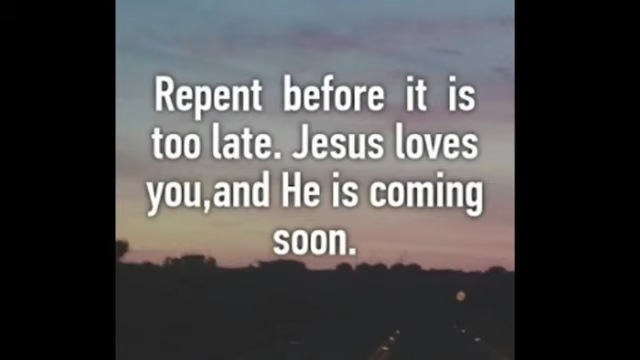 Repent before it is
too late. Jesus loves
you,and He is coming
soon.